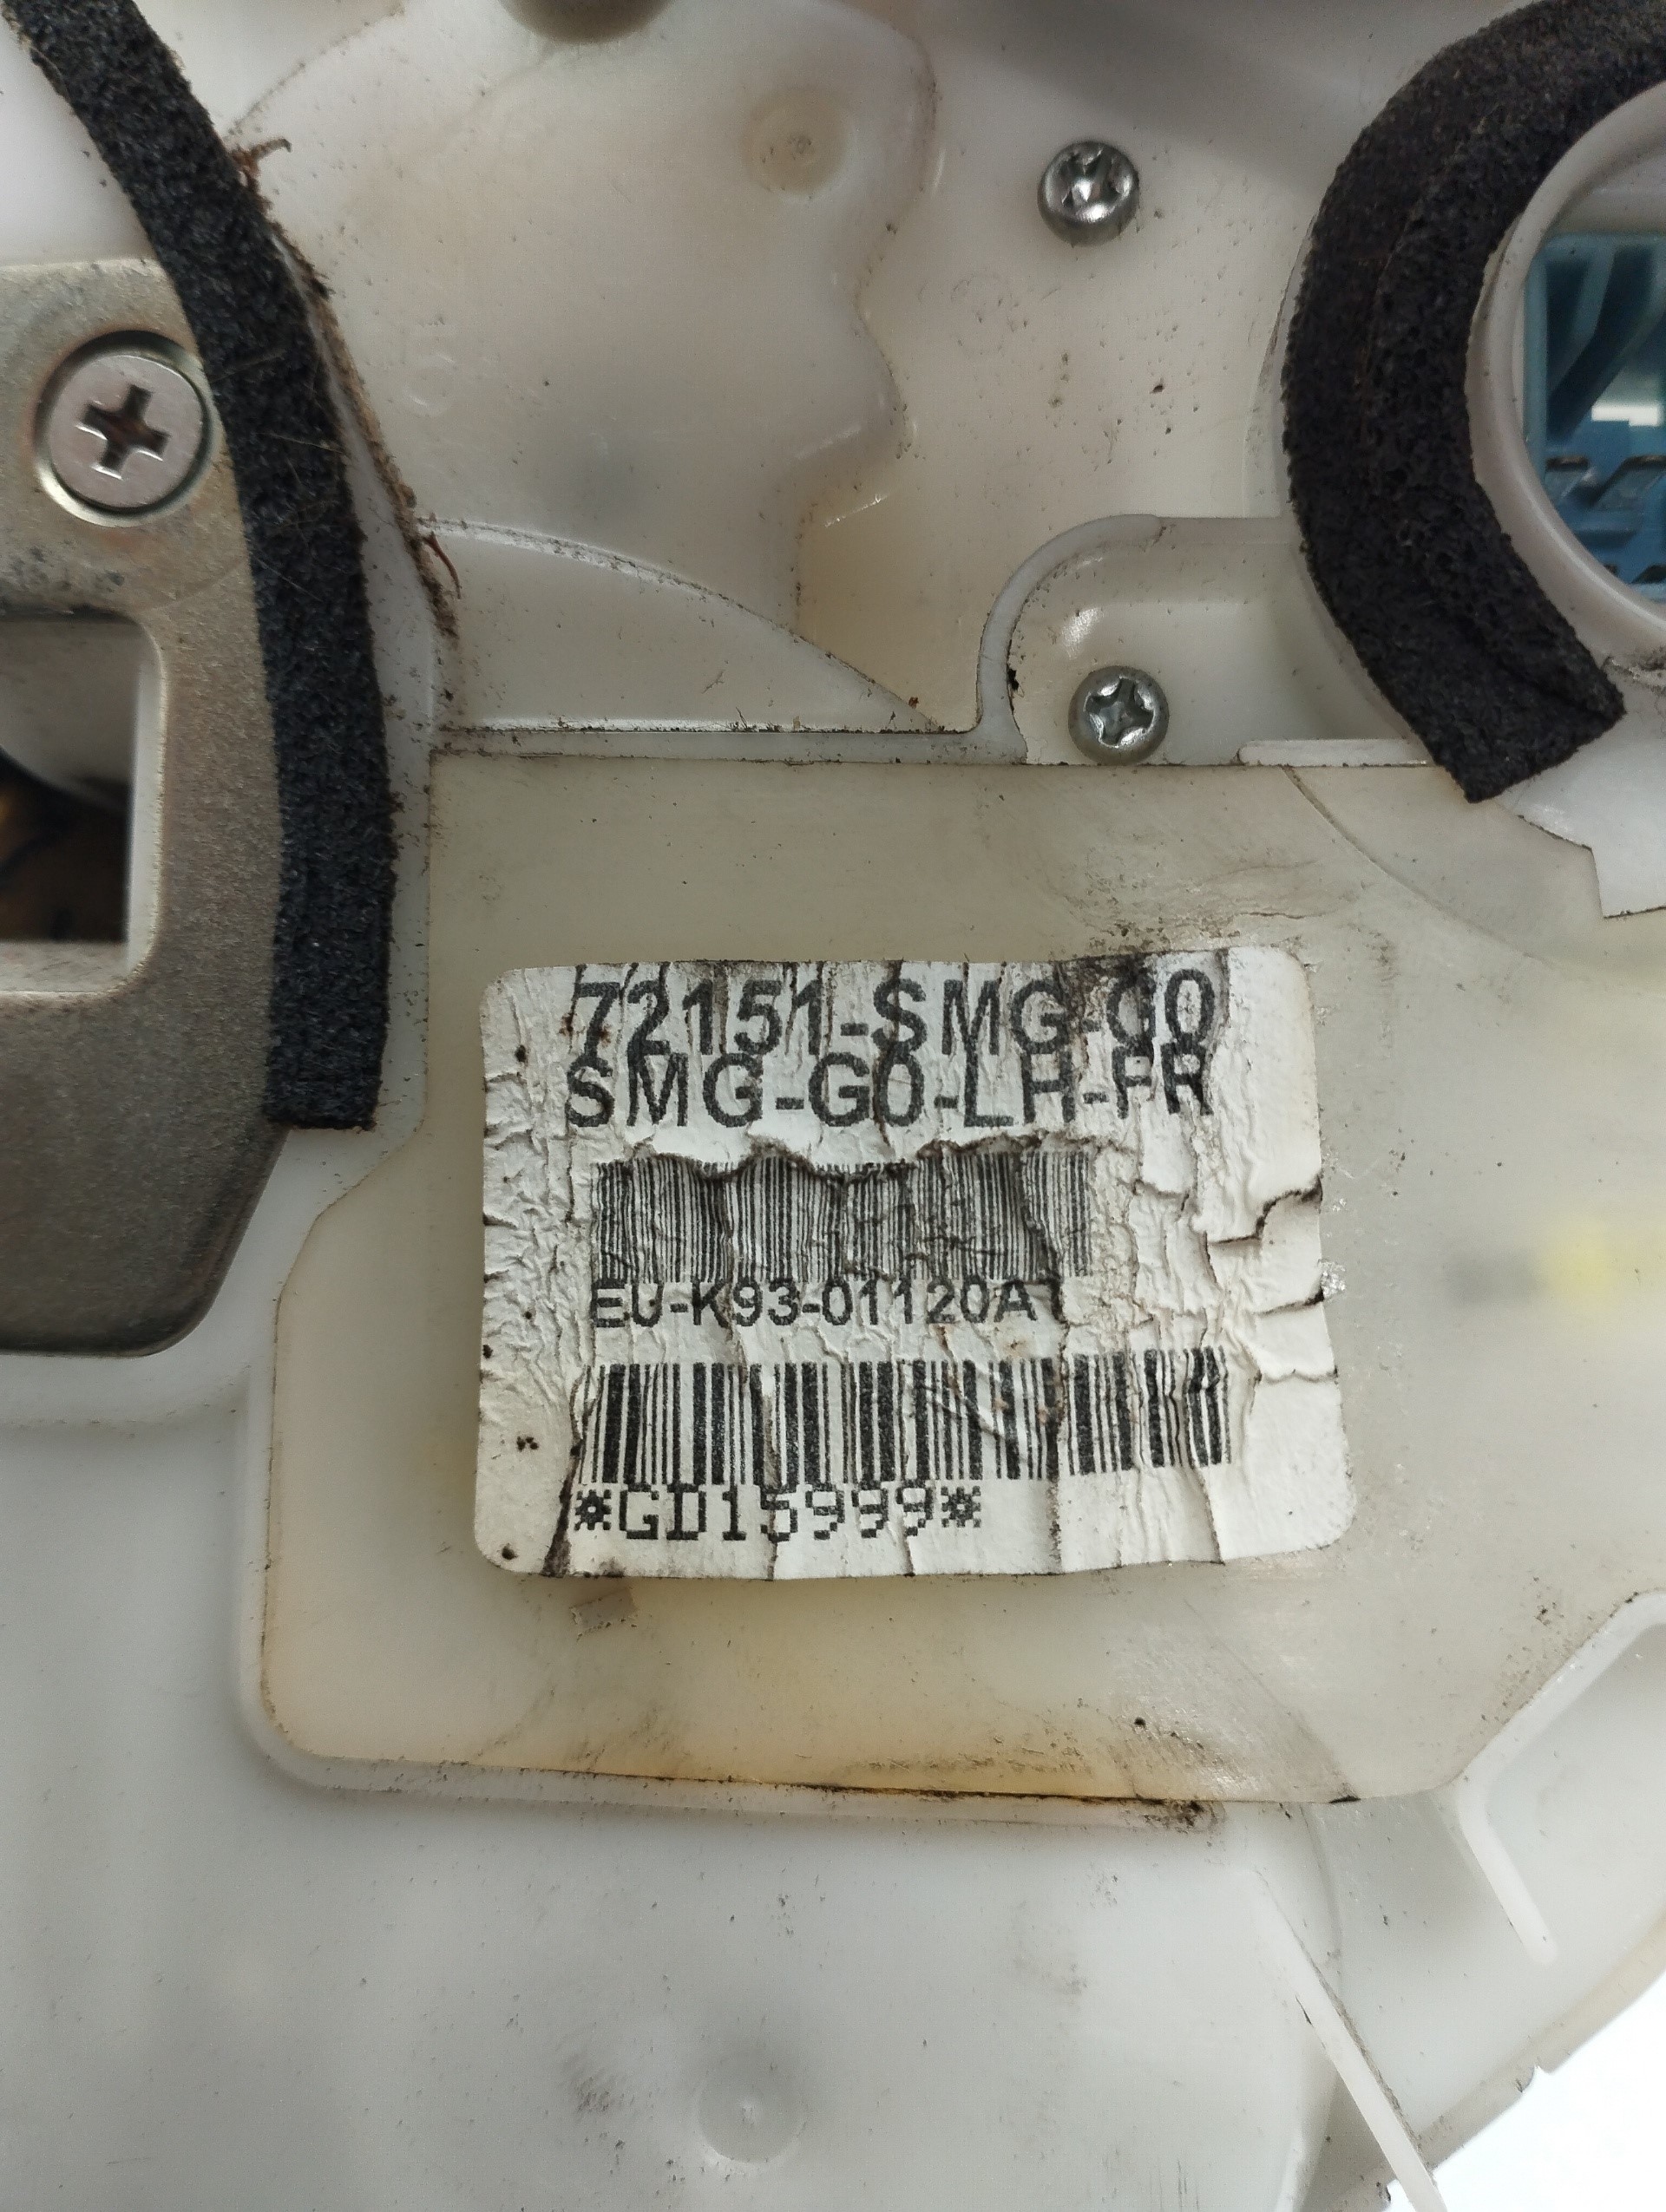 72151-SMG-G0
SMG-G0-LH-FR
EU-K93-01120A1
*GD15999*